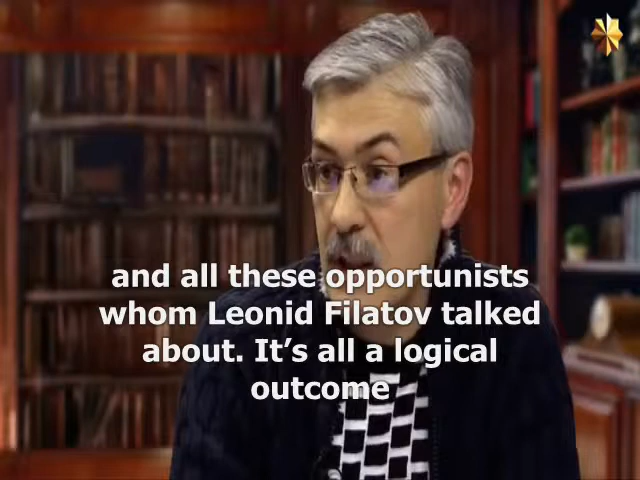 and all these opportunists
whom Leonid Filatov talked
about. It's all a logical
outcome